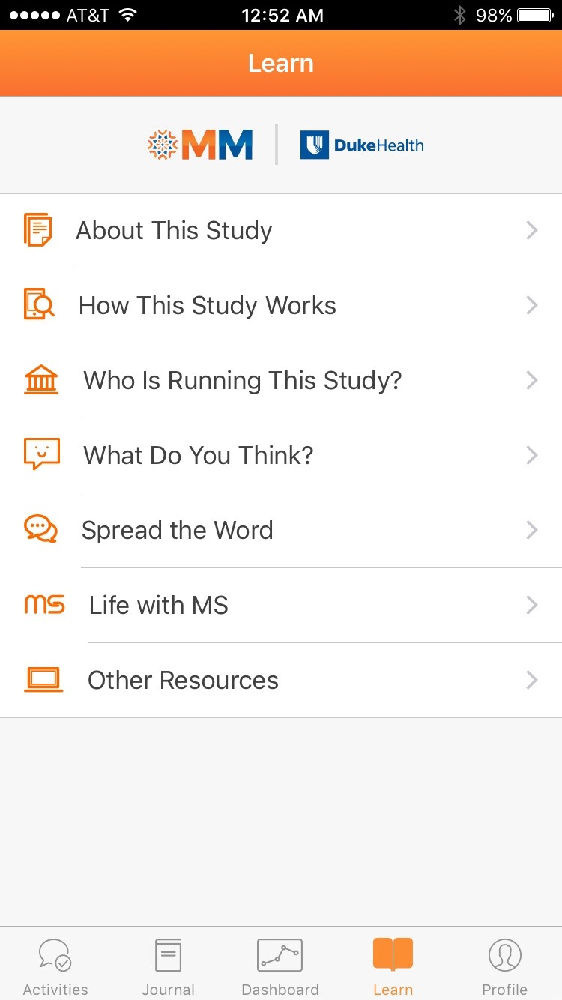 AT&T 12:52 AM 98%
Learn
MM DukeHealth
About This Study
How This Study Works
Who Is Running This Study?
What Do You Think?
Spread the Word
ms Life with MS
Other Resources
Activities Journal Dashboard Learn Profile